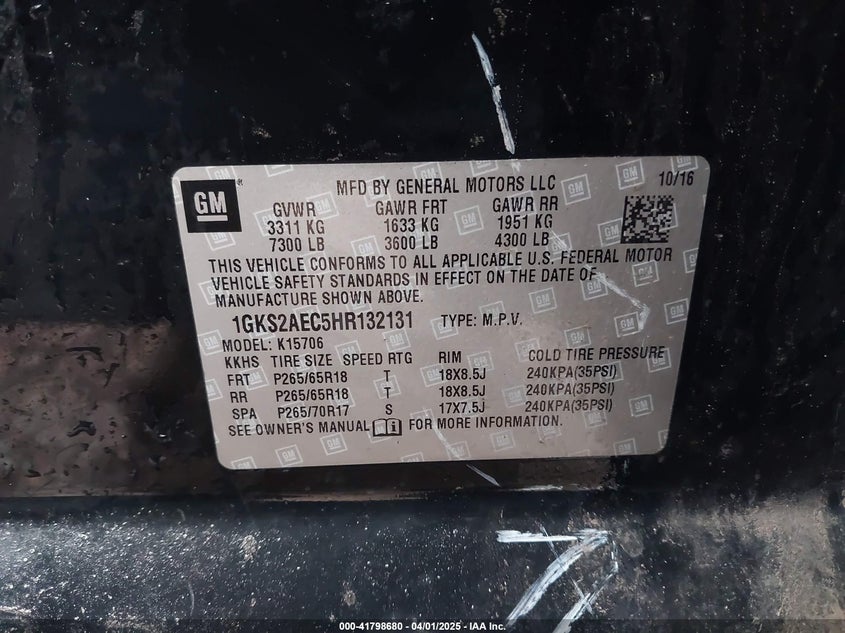 GM
MFD BY GENERAL MOTORS LLC 10/16
GVWR GAWR FRT GAWR RR
3311 KG 1633 KG 1951 KG
7300 LB 3600 LB 4300 LB
THIS VEHICLE CONFORMS TO ALL APPLICABLE U.S. FEDERAL MOTOR
VEHICLE SAFETY STANDARDS IN EFFECT ON THE DATE OF
MANUFACTURE SHOWN ABOVE.
1GKS2AEC5HR132131 TYPE: M.P.V.
MODEL: K15706
KKHS TIRE SIZE SPEED RTG RIM COLD TIRE PRESSURE
FRT P265/65R18 T 18X8.5J 240KPA(35PSI)
RR P265/65R18 T 18X8.5J 240KPA(35PSI)
SPA P265/70R17 S 17X7.5J 240KPA(35PSI)
SEE OWNER'S MANUAL FOR MORE INFORMATION.
000-41798680 - 04/01/2025 - IAA Inc.